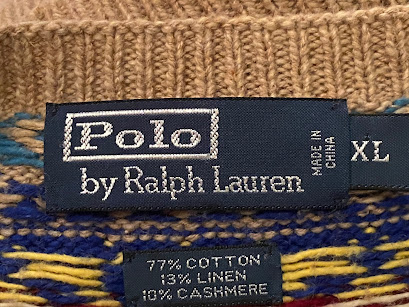 Polo
by Ralph Lauren
MADE IN
CHINA
XL
77% COTTON
13% LINEN
10% CASHMERE